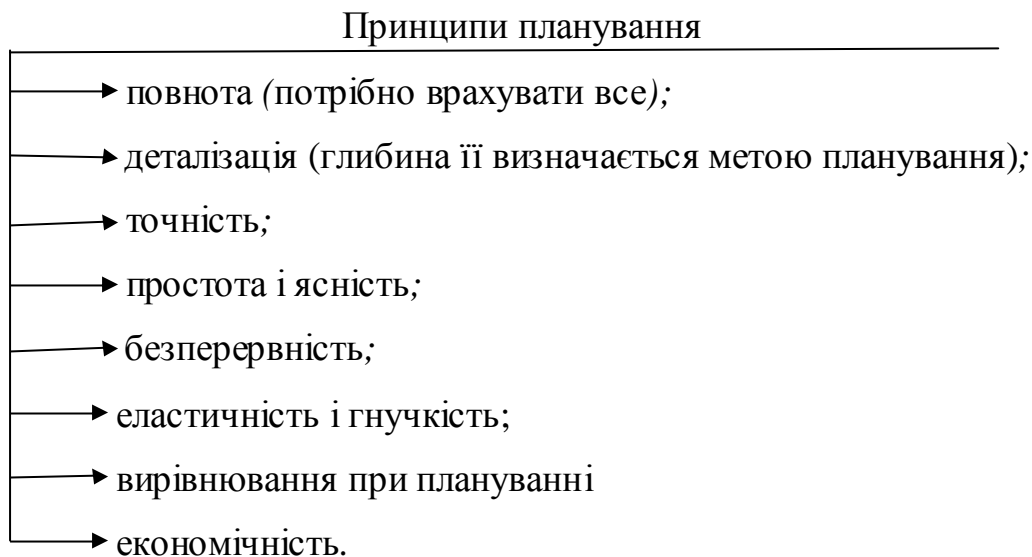 Принципи планування
повнота (потрібно врахувати все);
деталізація (глибина її визначається метою планування);
точність;
простота і ясність;
безперервність;
еластичність і гнучкість;
вирівнювання при плануванні
економічність.